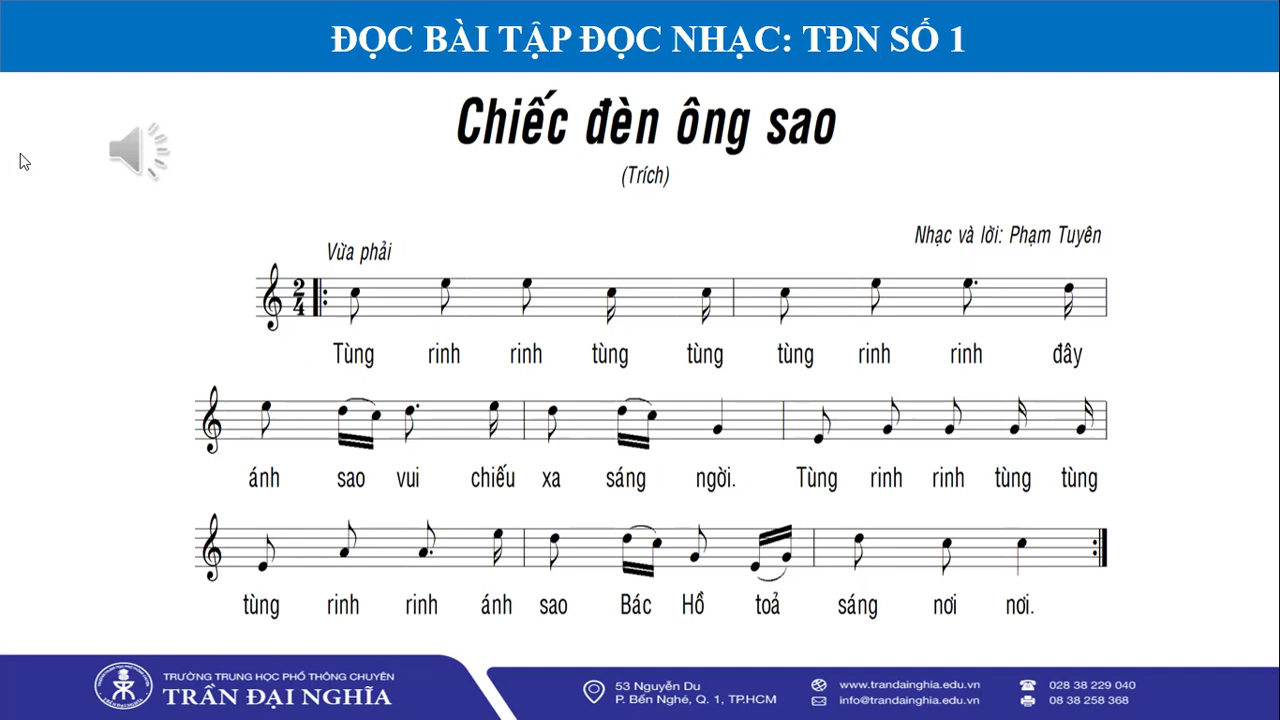 ĐỌC BÀI TẬP ĐỌC NHẠC: TĐN SỐ 1
Chiếc đèn ông sao
(Trích)
Nhạc và lời: Phạm Tuyên
Vừa phải
2
4
Tùng rinh rinh tùng tùng tùng rinh rinh đây
ánh sao vui chiếu xa sáng ngời. Tùng rinh rinh tùng tùng
tùng rinh rinh ánh sao Bác Hồ toả sáng nơi nơi.
TRƯỜNG TRUNG HỌC PHỔ THÔNG CHUYÊN
TRẦN ĐẠI NGHĨA
53 Nguyễn Du
P. Bến Nghé, Q. 1, TP.HCM
www.trandainghia.edu.vn
info@trandainghia.edu.vn
028 38 229 040
08 38 258 368